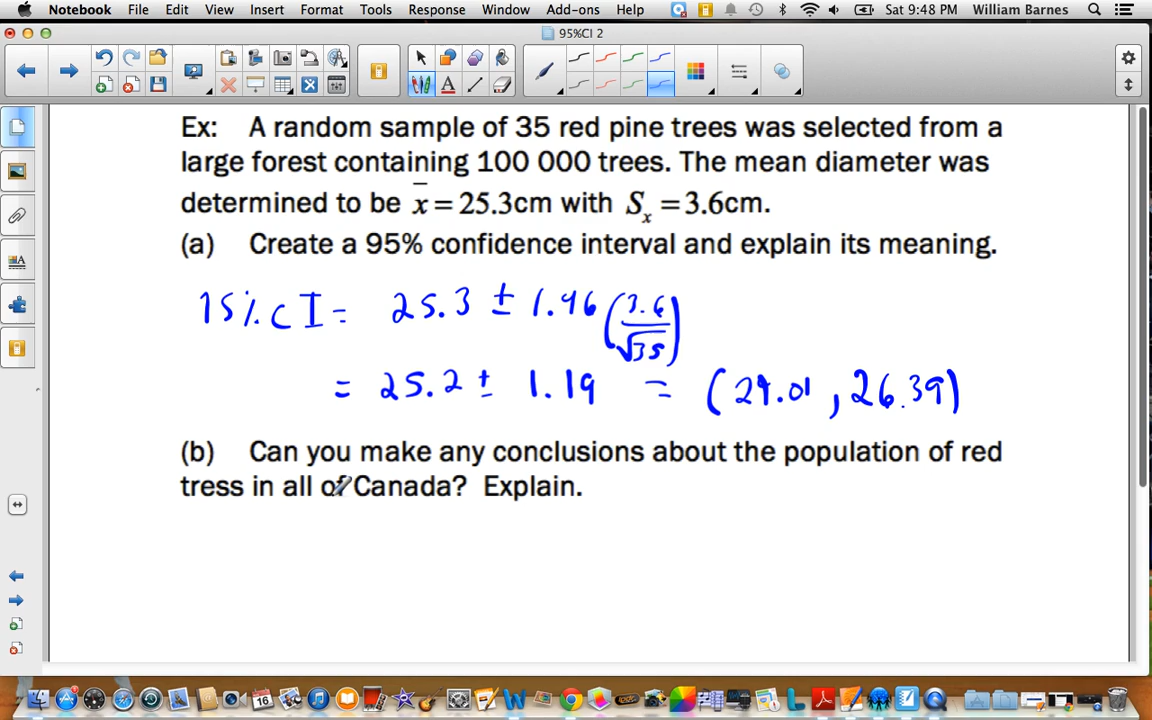 Notebook File Edit View Insert Format Tools Response Window Add-ons Help Sat 9:48 PM William Barnes
95%CI 2
Ex: A random sample of 35 red pine trees was selected from a
large forest containing 100 000 trees. The mean diameter was
determined to be x̄ = 25.3cm with Sₓ = 3.6cm.
(a) Create a 95% confidence interval and explain its meaning.
95% CI = 25.3 ± 1.96 (3.6/√35)
= 25.2 ± 1.19 = (24.01, 26.39)
(b) Can you make any conclusions about the population of red
tress in all of Canada? Explain.